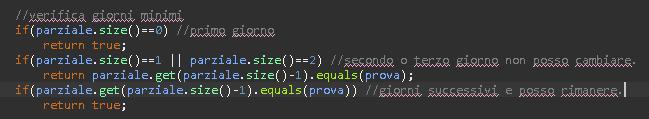 //verifica giorni minimi
if(parziale.size()==0) //primo giorno
return true;
if(parziale.size()==1 || parziale.size()==2) //secondo o terzo giorno non posso cambiare.
return parziale.get(parziale.size()-1).equals(prova);
if(parziale.get(parziale.size()-1).equals(prova)) //giorni successivi e posso rimanere.
return true;